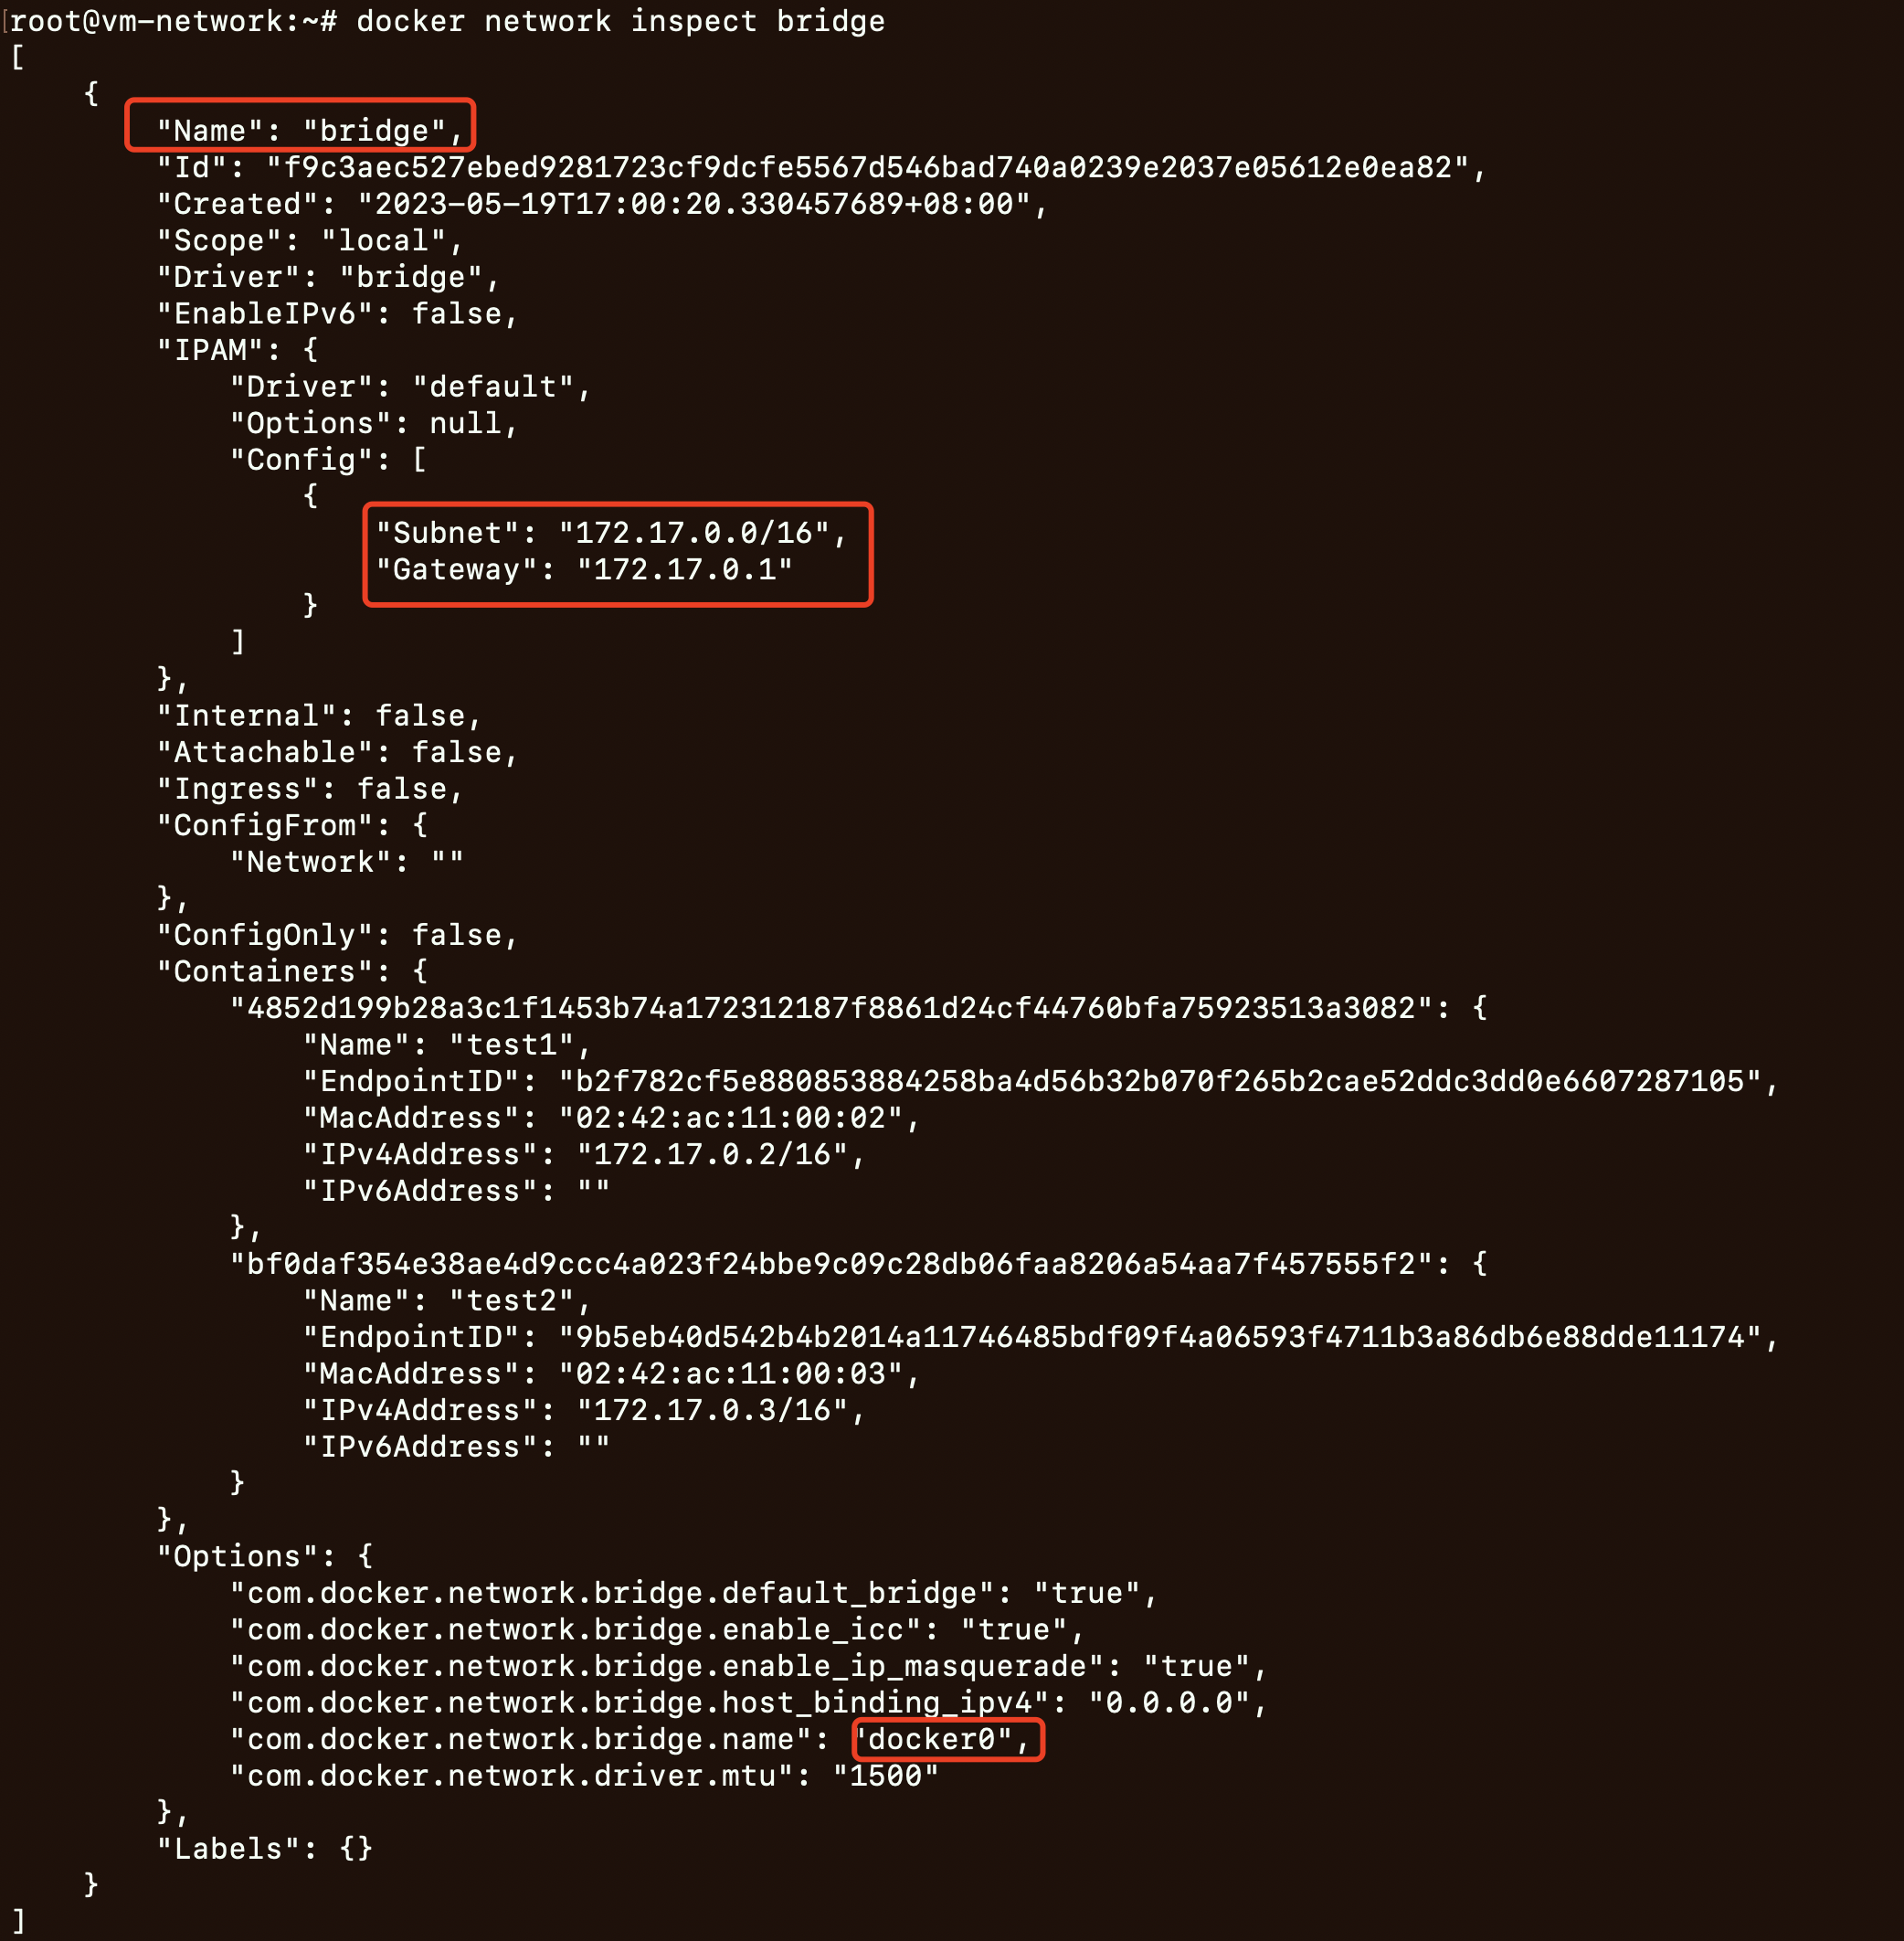 [root@vm-network:~# docker network inspect bridge
[
    {
        "Name": "bridge",
        "Id": "f9c3aec527ebed9281723cf9dcfe5567d546bad740a0239e2037e05612e0ea82",
        "Created": "2023-05-19T17:00:20.330457689+08:00",
        "Scope": "local",
        "Driver": "bridge",
        "EnableIPv6": false,
        "IPAM": {
            "Driver": "default",
            "Options": null,
            "Config": [
                {
                    "Subnet": "172.17.0.0/16",
                    "Gateway": "172.17.0.1"
                }
            ]
        },
        "Internal": false,
        "Attachable": false,
        "Ingress": false,
        "ConfigFrom": {
            "Network": ""
        },
        "ConfigOnly": false,
        "Containers": {
            "4852d199b28a3c1f1453b74a172312187f8861d24cf44760bfa75923513a3082": {
                "Name": "test1",
                "EndpointID": "b2f782cf5e880853884258ba4d56b32b070f265b2cae52ddc3dd0e6607287105",
                "MacAddress": "02:42:ac:11:00:02",
                "IPv4Address": "172.17.0.2/16",
                "IPv6Address": ""
            },
            "bf0daf354e38ae4d9ccc4a023f24bbe9c09c28db06faa8206a54aa7f457555f2": {
                "Name": "test2",
                "EndpointID": "9b5eb40d542b4b2014a11746485bdf09f4a06593f4711b3a86db6e88dde11174",
                "MacAddress": "02:42:ac:11:00:03",
                "IPv4Address": "172.17.0.3/16",
                "IPv6Address": ""
            }
        },
        "Options": {
            "com.docker.network.bridge.default_bridge": "true",
            "com.docker.network.bridge.enable_icc": "true",
            "com.docker.network.bridge.enable_ip_masquerade": "true",
            "com.docker.network.bridge.host_binding_ipv4": "0.0.0.0",
            "com.docker.network.bridge.name": "docker0",
            "com.docker.network.driver.mtu": "1500"
        },
        "Labels": {}
    }
]